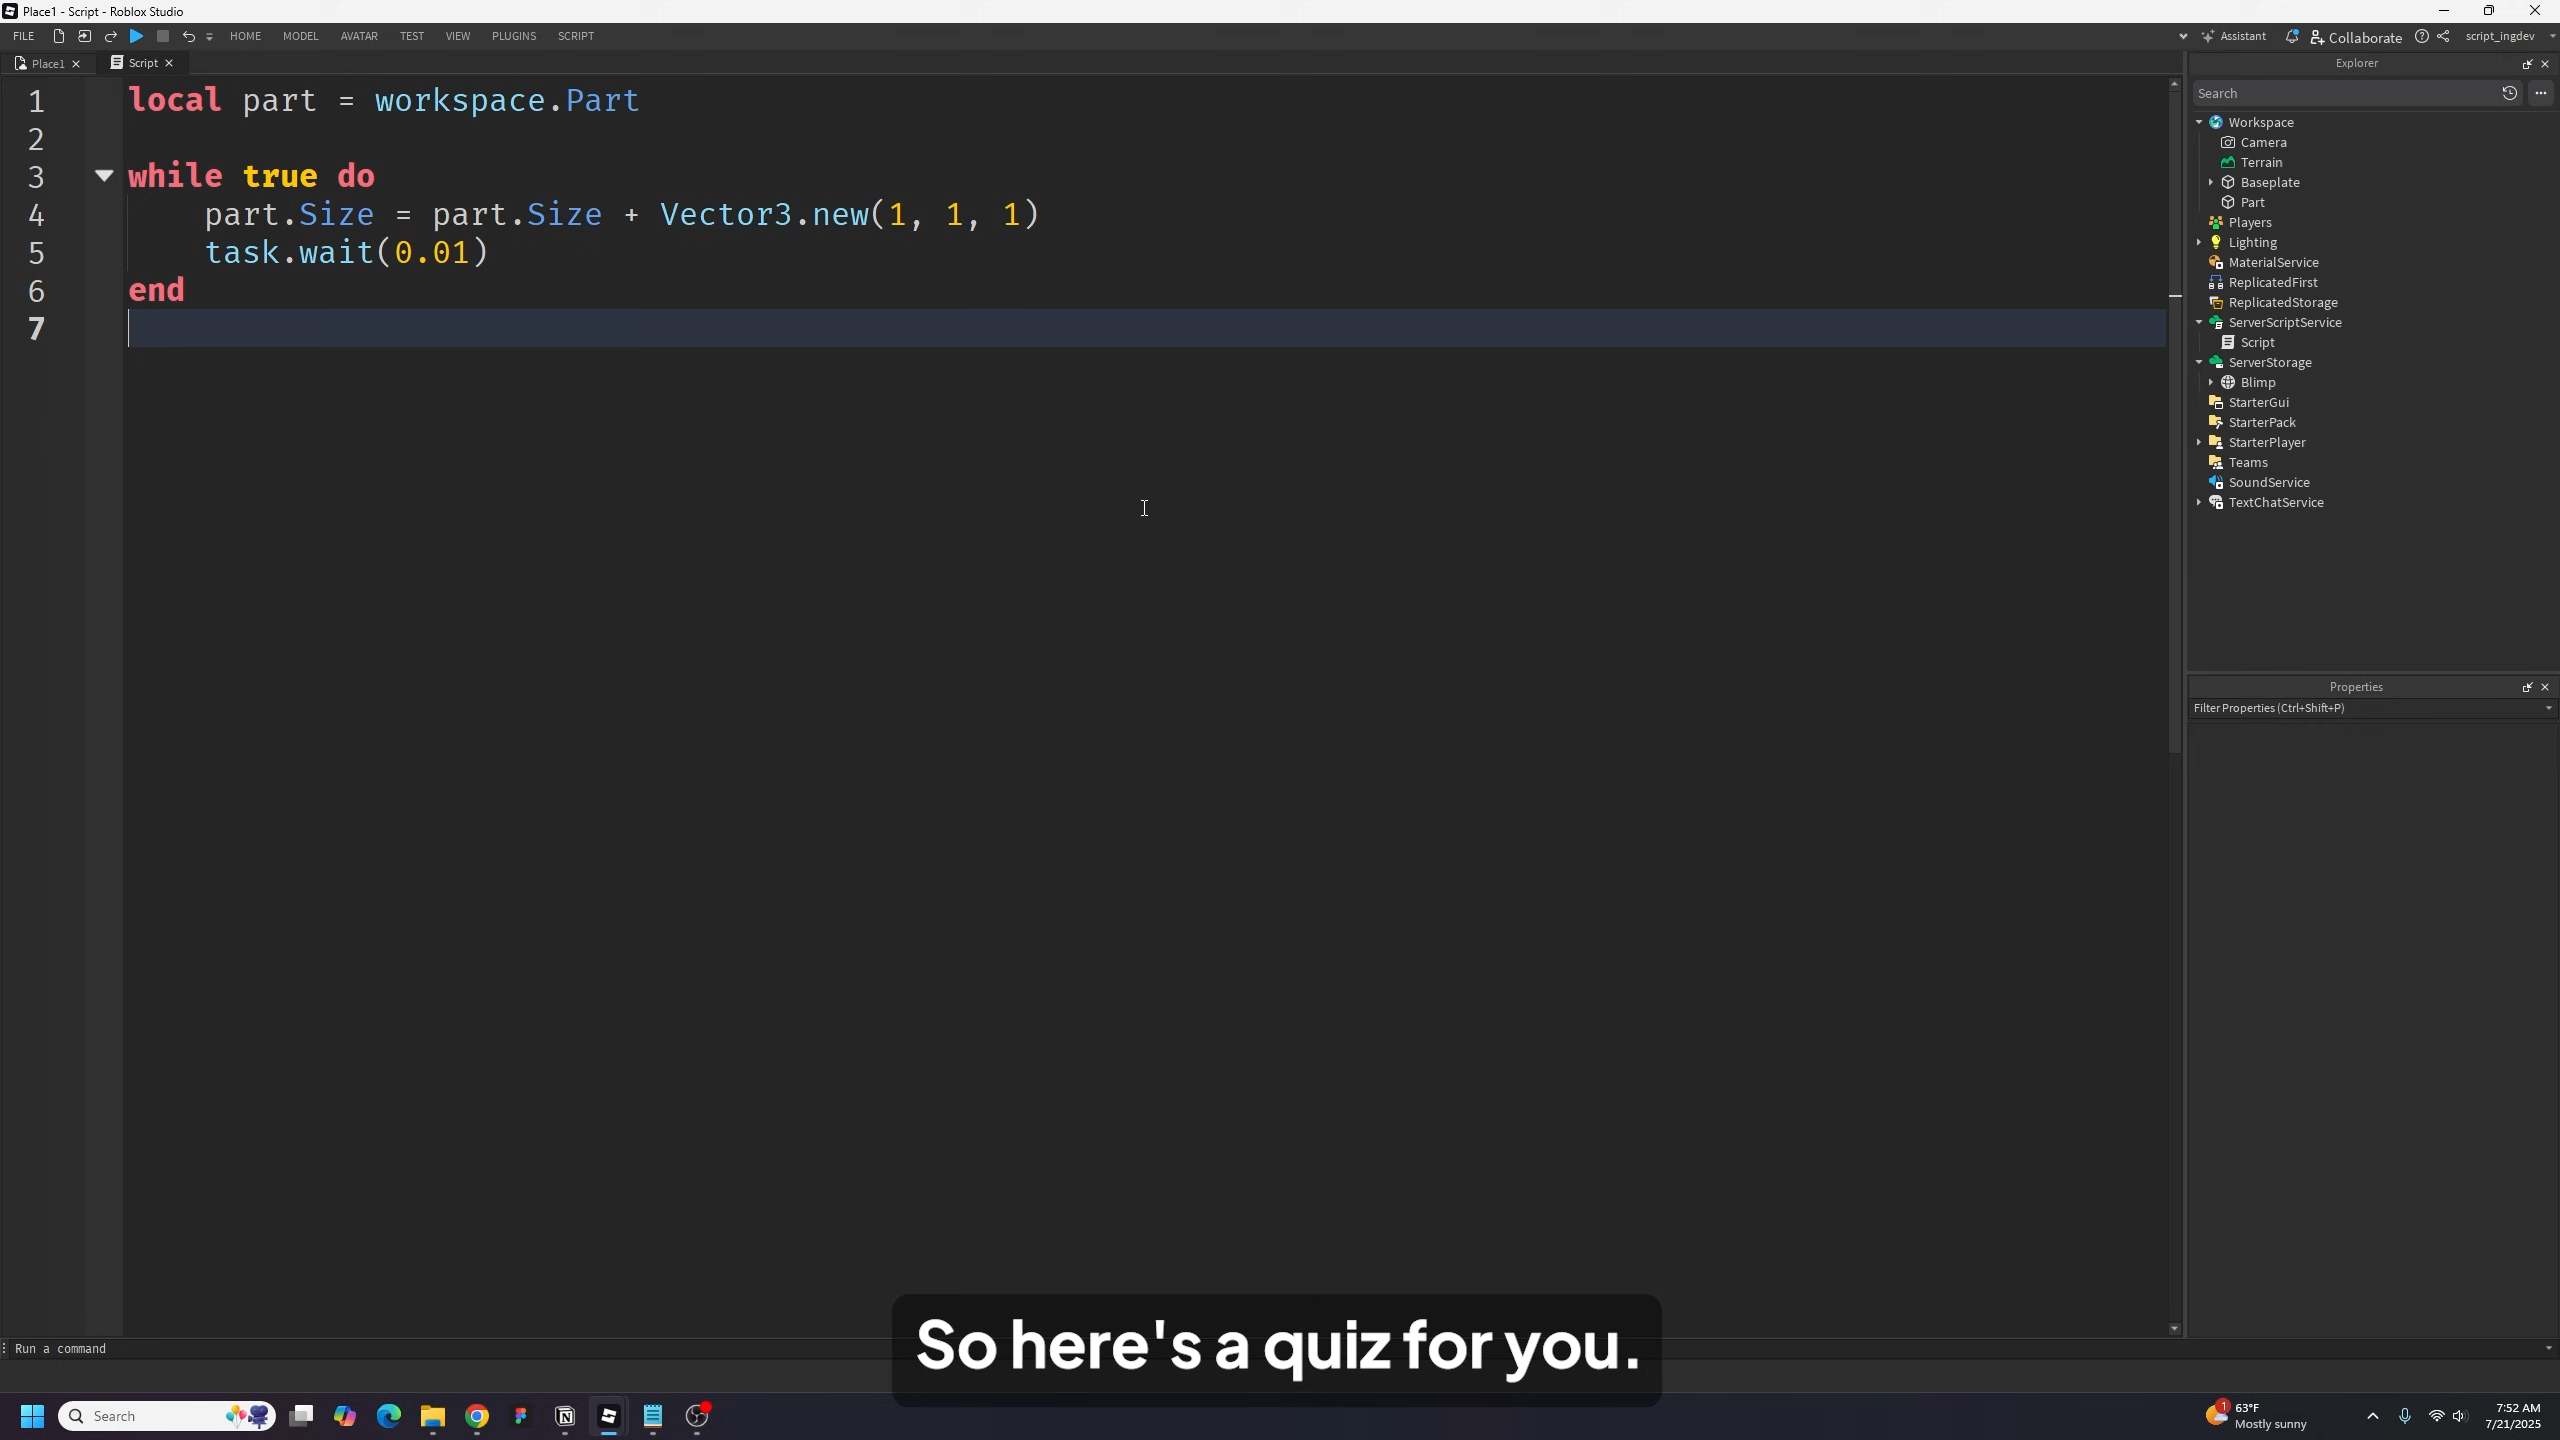 Place1 - Script - Roblox Studio
FILE HOME MODEL AVATAR TEST VIEW PLUGINS SCRIPT Assistant Collaborate script_ingdev
Place1 Script
1 local part = workspace.Part
2
3 while true do
4 part.Size = part.Size + Vector3.new(1, 1, 1)
5 task.wait(0.01)
6 end
7
Explorer
Search
Workspace
Camera
Terrain
Baseplate
Part
Players
Lighting
MaterialService
ReplicatedFirst
ReplicatedStorage
ServerScriptService
Script
ServerStorage
Blimp
StarterGui
StarterPack
StarterPlayer
Teams
SoundService
TextChatService
Properties
Filter Properties (Ctrl+Shift+P)
So here's a quiz for you.
Run a command
Search
1
63°F
Mostly sunny
7:52 AM
7/21/2025